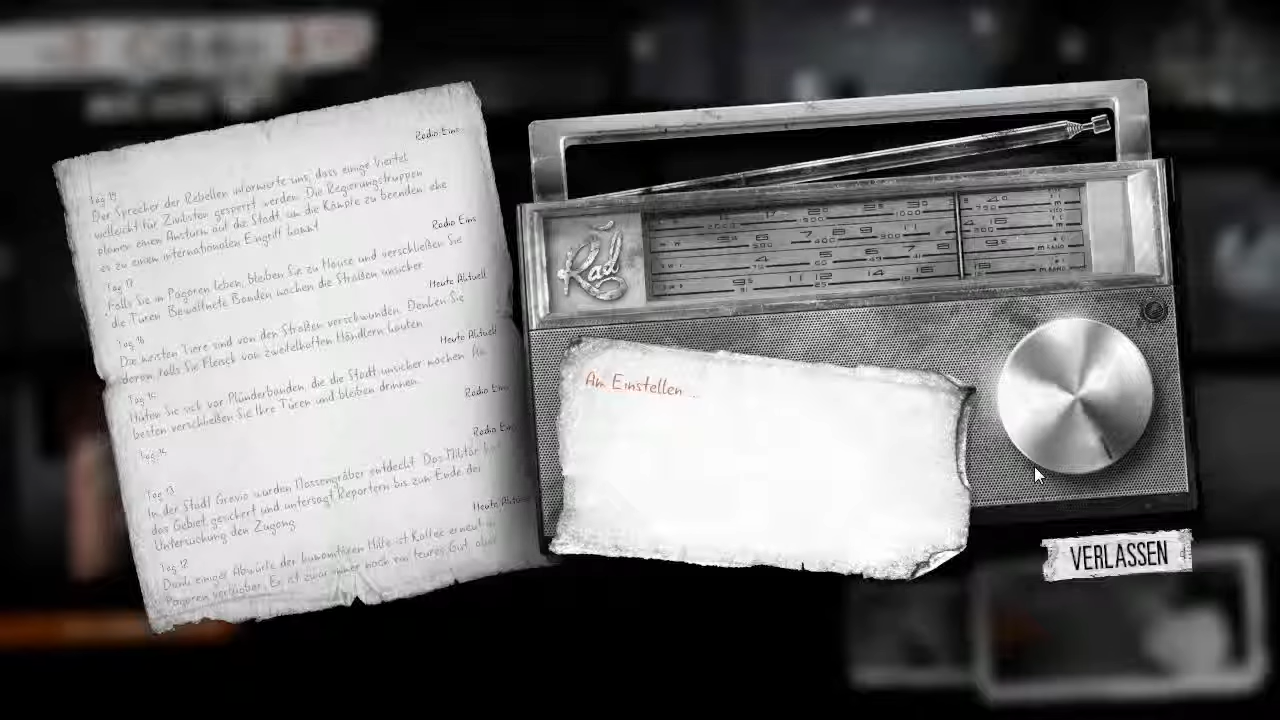 Radio Eins
Tag 19
Der Sprecher der Rebellen informierte uns, dass einige Viertel
vielleicht für Zivilisten gesperrt werden. Die Regierungstruppen
planen einen Ansturm auf die Stadt, um die Kämpfe zu beenden, ehe
es zu einem internationalen Eingriff kommt.
Radio Eins
Tag 17
Falls Sie in Pogoren leben, bleiben Sie zu Hause und verschließen Sie
die Türen. Bewaffnete Banden machen die Straßen unsicher.
Heute Aktuell
Tag 16
Die meisten Tiere sind von den Straßen verschwunden. Denken Sie
daran, falls Sie Fleisch von zweifelhaften Händlern kaufen.
Heute Aktuell
Tag 15
Hüten Sie sich vor Plünderbanden, die die Stadt unsicher machen. Am
besten verschließen Sie Ihre Türen und bleiben drinnen.
Radio Eins
Tag 14
Radio Eins
Tag 13
In der Stadt Grevio wurden Massengräber entdeckt. Das Militär
das Gebiet gesichert und untersagt Reportern bis zum Ende der
Untersuchung den Zugang.
Heute Aktuell
Tag 12
Dank einiger Abwürfe der humanitären Hilfe ist Kaffee erneut
Pogoren verfügbar. Er ist zwar immer noch ein teures Gut, aber
Rad
Am Einstellen ...
VERLASSEN